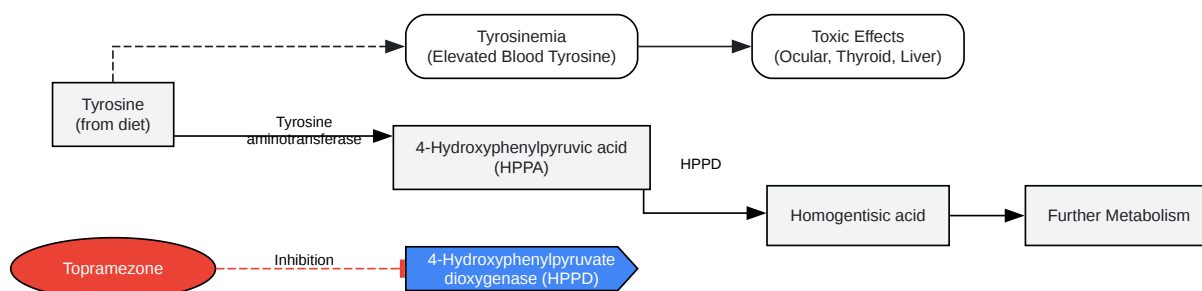 Tyrosinemia
(Elevated Blood Tyrosine)
Toxic Effects
(Ocular, Thyroid, Liver)
Tyrosine
(from diet)
Tyrosine
aminotransferase
4-Hydroxyphenylpyruvic acid
(HPPA)
HPPD
Homogentisic acid
Further Metabolism
Topramezone
Inhibition
4-Hydroxyphenylpyruvate
dioxygenase (HPPD)